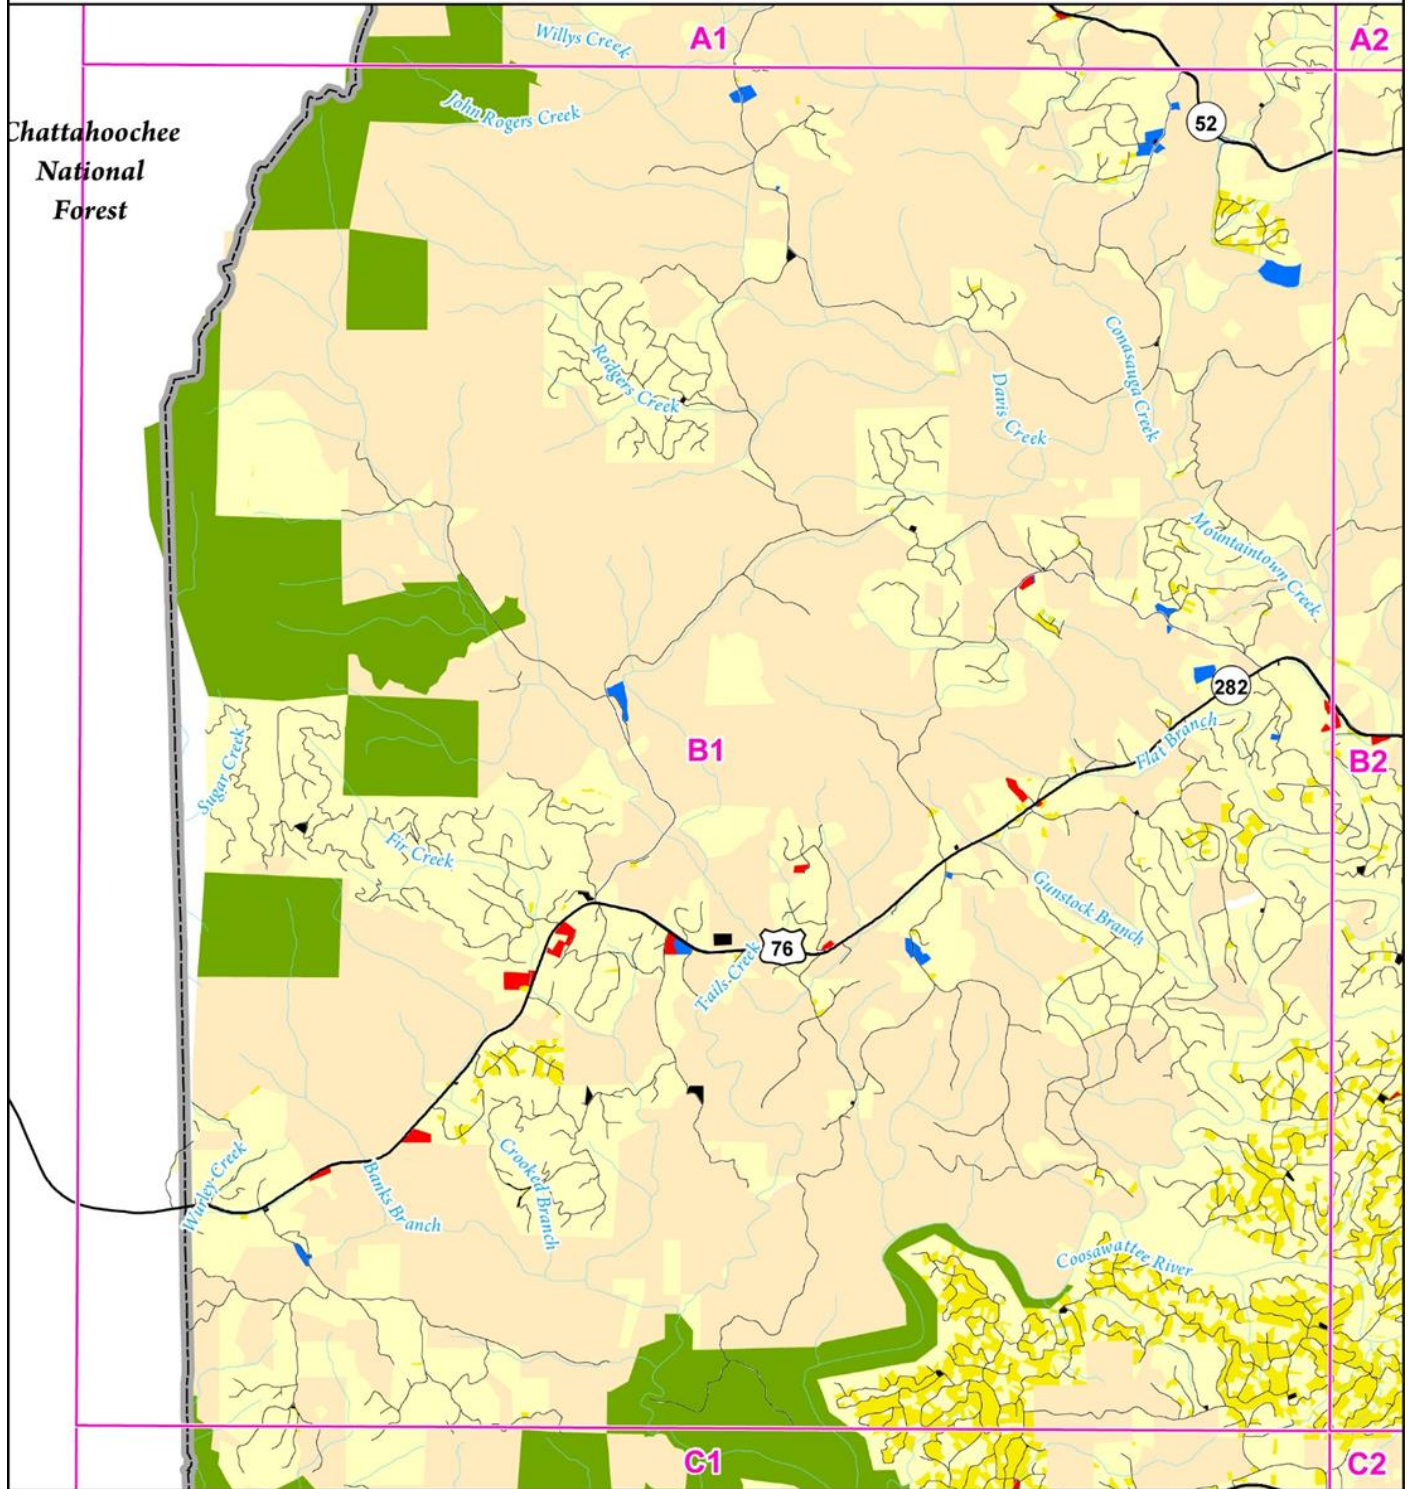 Willys Creek
A1
A2
John Rogers Creek
52
Chattahoochee
National
Forest
Rodgers Creek
Davis Creek
Conasauga Creek
Mountaintown Creek
282
Flat Branch
B1
B2
Sugar Creek
Fir Creek
Gunstock Branch
76
Tails Creek
Wurley Creek
Banks Branch
Crooked Branch
Coosawattee River
C1
C2